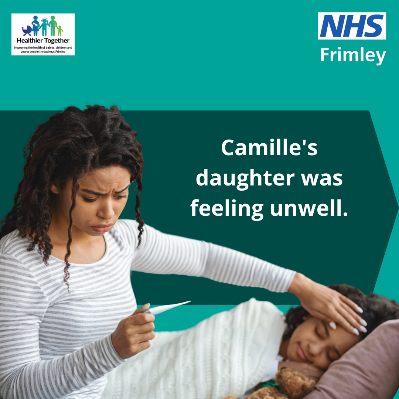 Healthier Together
NHS
Frimley
Camille's
daughter was
feeling unwell.